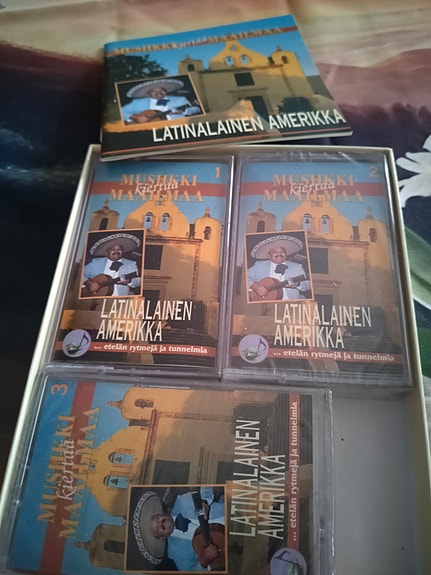 MUSIIKKI kiertää MAAILMAA
LATINALAINEN AMERIKKA
1
MUSIIKKI
kiertää
MAAILMAA
LATINALAINEN
AMERIKKA
... etelän rytmejä ja tunnelmia
2
MUSIIKKI
kiertää
MAAILMAA
LATINALAINEN
AMERIKKA
... etelän rytmejä ja tunnelmia
3
MUSIIKKI
kiertää
MAAILMAA
LATINALAINEN
AMERIKKA
... etelän rytmejä ja tunnelmia